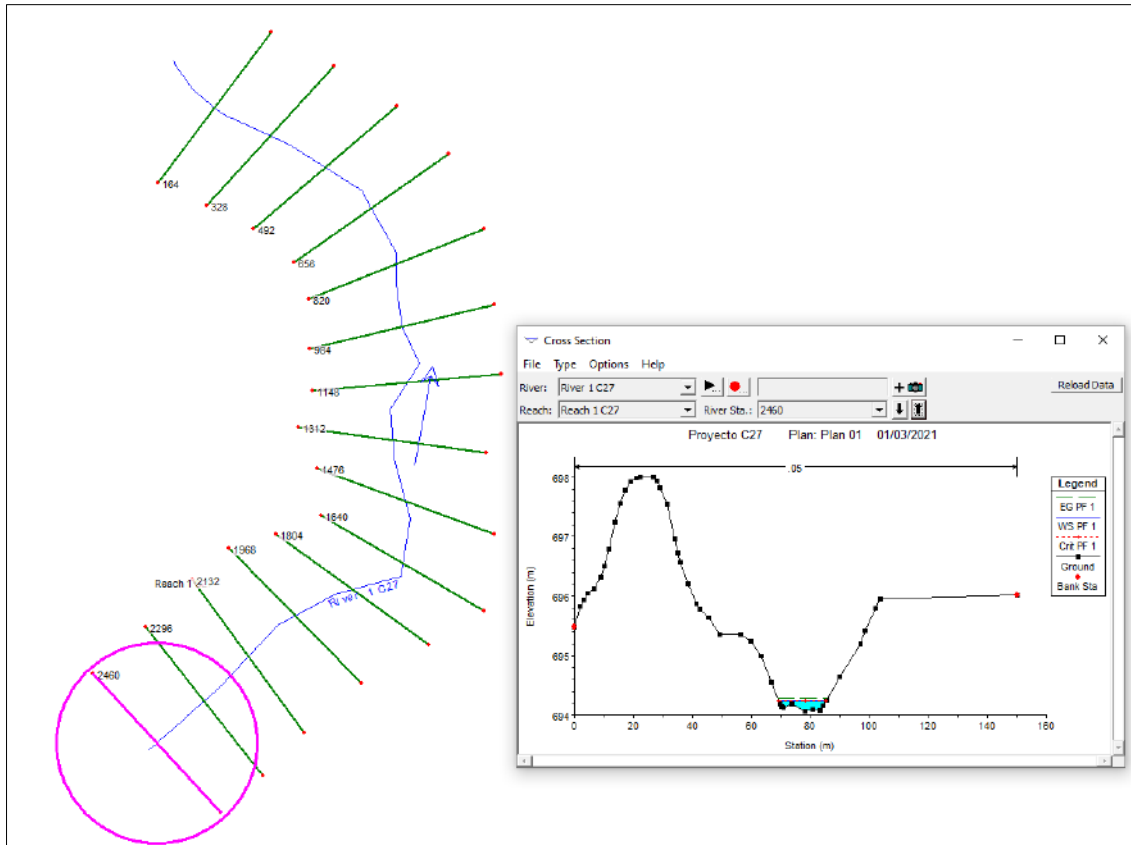 164
328
492
656
820
984
1148
1312
1476
1640
1804
1968
Reach 1
2132
River 1 C27
2296
2460
Cross Section
File Type Options Help
River: River 1 C27
Reload Data
Reach: Reach 1 C27 River Sta.: 2460
Proyecto C27 Plan: Plan 01 01/03/2021
.05
698
697
696
695
694
0 20 40 60 80 100 120 140 160
Elevation (m)
Station (m)
Legend
EG PF 1
WS PF 1
Crit PF 1
Ground
Bank Sta